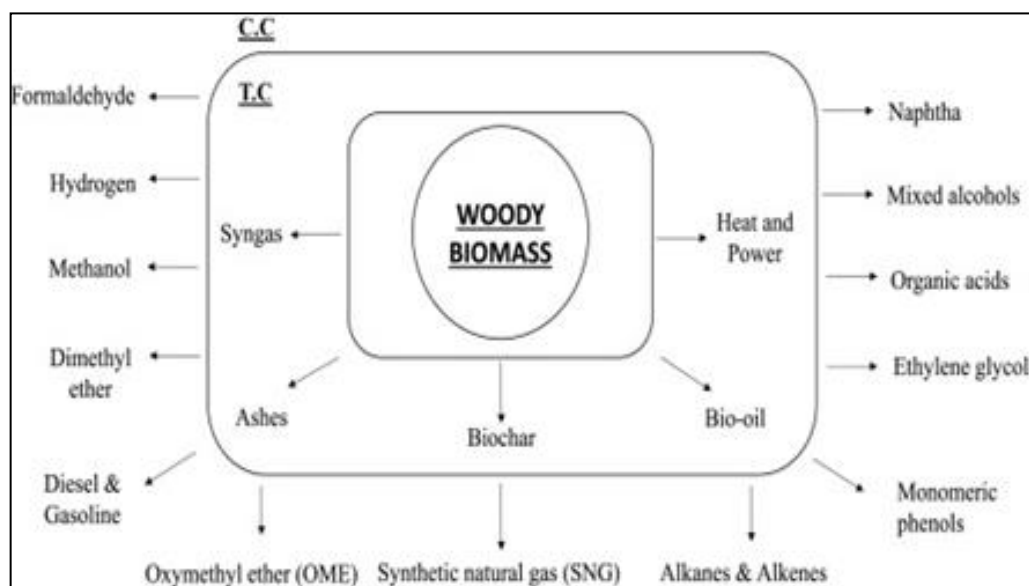 C.C
T.C
Formaldehyde
Naphtha
Hydrogen
Mixed alcohols
WOODY
BIOMASS
Syngas
Heat and
Power
Methanol
Organic acids
Dimethyl
ether
Ethylene glycol
Ashes
Biochar
Bio-oil
Diesel &
Gasoline
Monomeric
phenols
Oxymethyl ether (OME)
Synthetic natural gas (SNG)
Alkanes & Alkenes